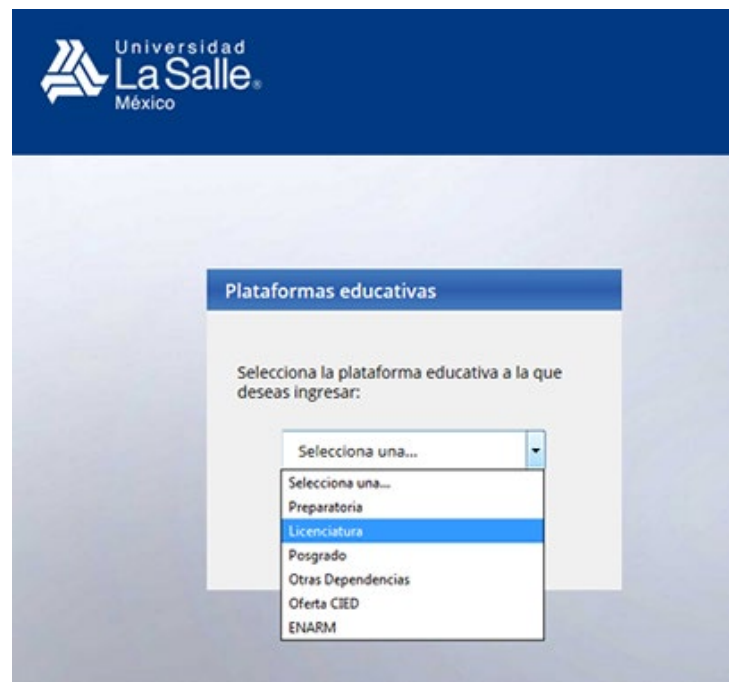 Universidad
La Salle®
México
Plataformas educativas
Selecciona la plataforma educativa a la que
deseas ingresar:
Selecciona una...
Selecciona una...
Preparatoria
Licenciatura
Posgrado
Otras Dependencias
Oferta CIED
ENARM